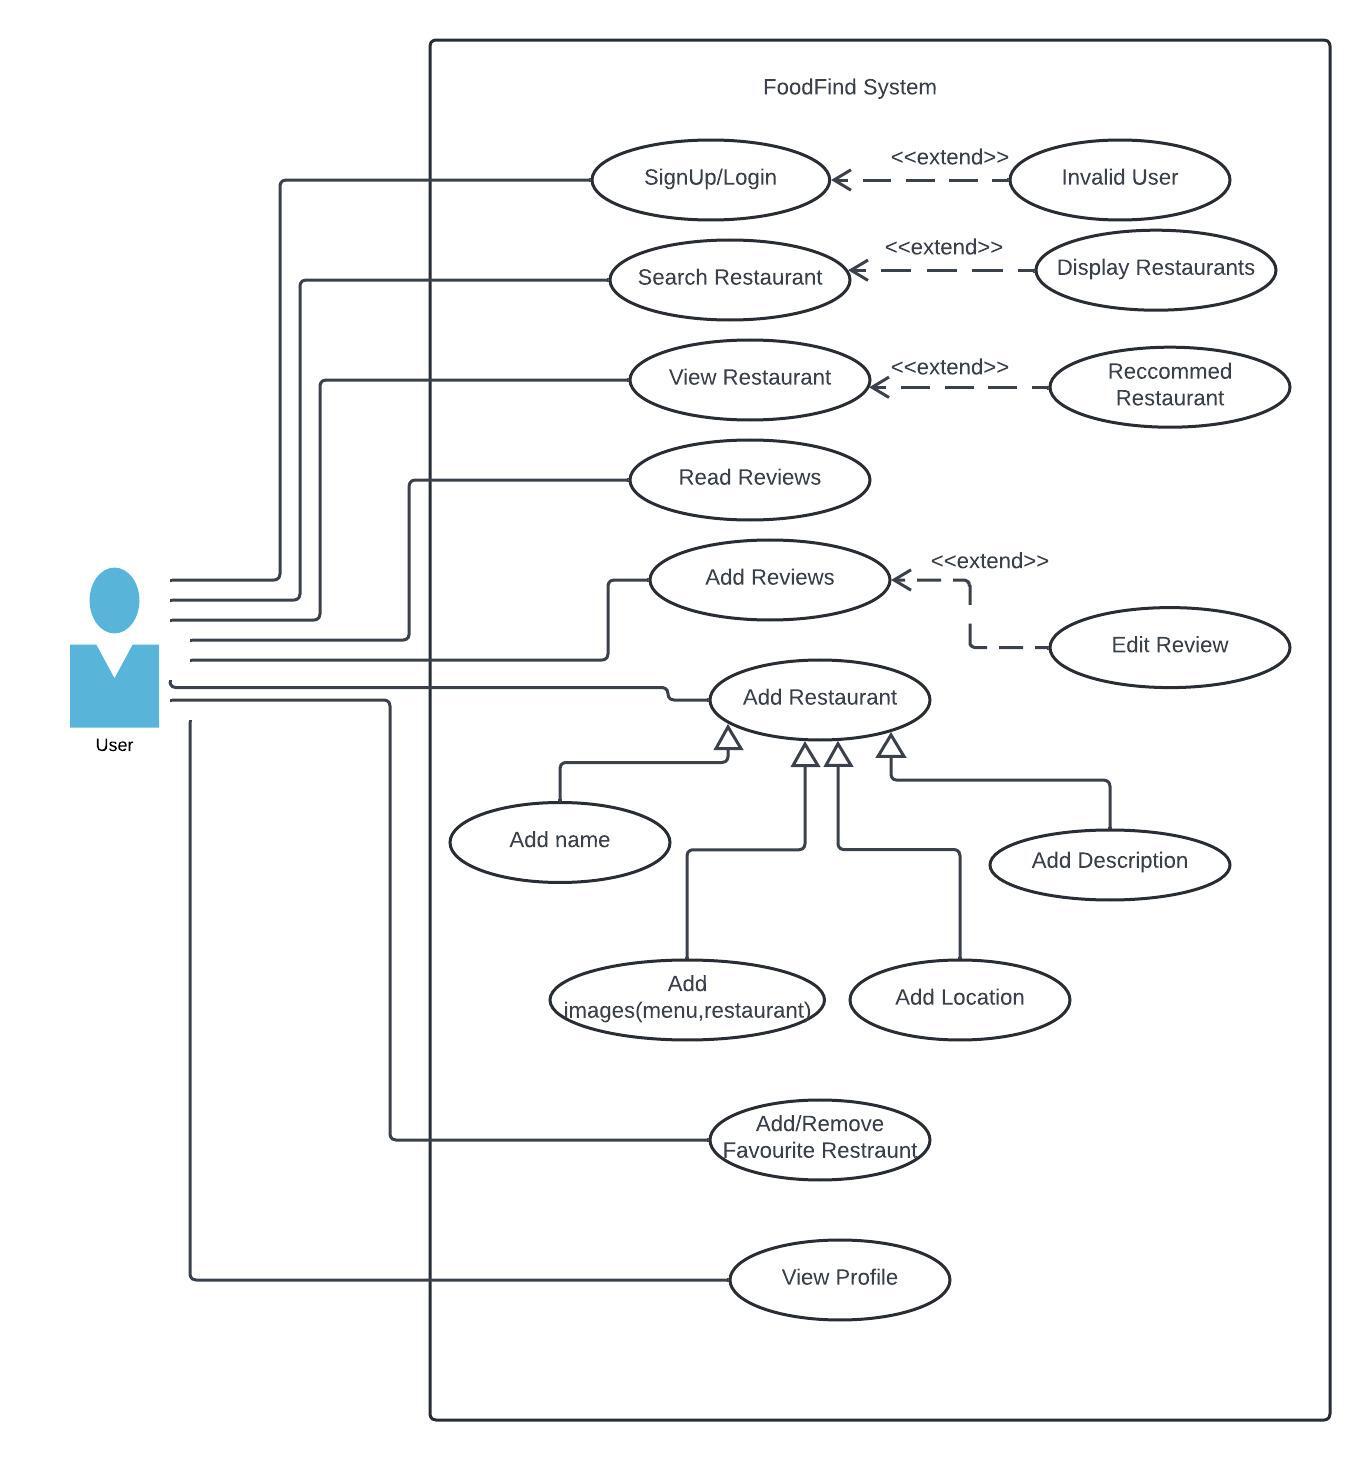 FoodFind System
SignUp/Login
<<extend>>
Invalid User
Search Restaurant
<<extend>>
Display Restaurants
View Restaurant
<<extend>>
Reccommed
Restaurant
Read Reviews
Add Reviews
<<extend>>
Edit Review
Add Restaurant
User
Add name
Add Description
Add
images(menu,restaurant)
Add Location
Add/Remove
Favourite Restraunt
View Profile